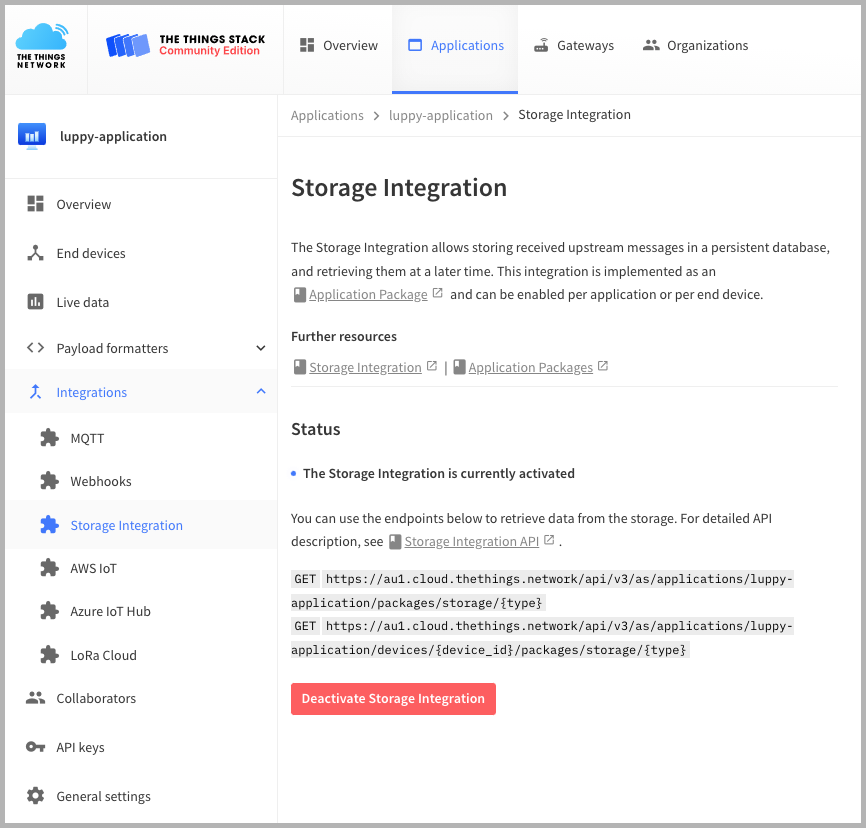 THE THINGS
NETWORK
THE THINGS STACK
Community Edition
Overview
Applications
Gateways
Organizations
luppy-application
Overview
End devices
Live data
Payload formatters
Integrations
MQTT
Webhooks
Storage Integration
AWS IoT
Azure IoT Hub
LoRa Cloud
Collaborators
API keys
General settings
Applications > luppy-application > Storage Integration
Storage Integration
The Storage Integration allows storing received upstream messages in a persistent database,
and retrieving them at a later time. This integration is implemented as an
Application Package and can be enabled per application or per end device.
Further resources
Storage Integration | Application Packages
Status
The Storage Integration is currently activated
You can use the endpoints below to retrieve data from the storage. For detailed API
description, see Storage Integration API .
GET https://au1.cloud.thethings.network/api/v3/as/applications/luppy-
application/packages/storage/{type}
GET https://au1.cloud.thethings.network/api/v3/as/applications/luppy-
application/devices/{device_id}/packages/storage/{type}
Deactivate Storage Integration